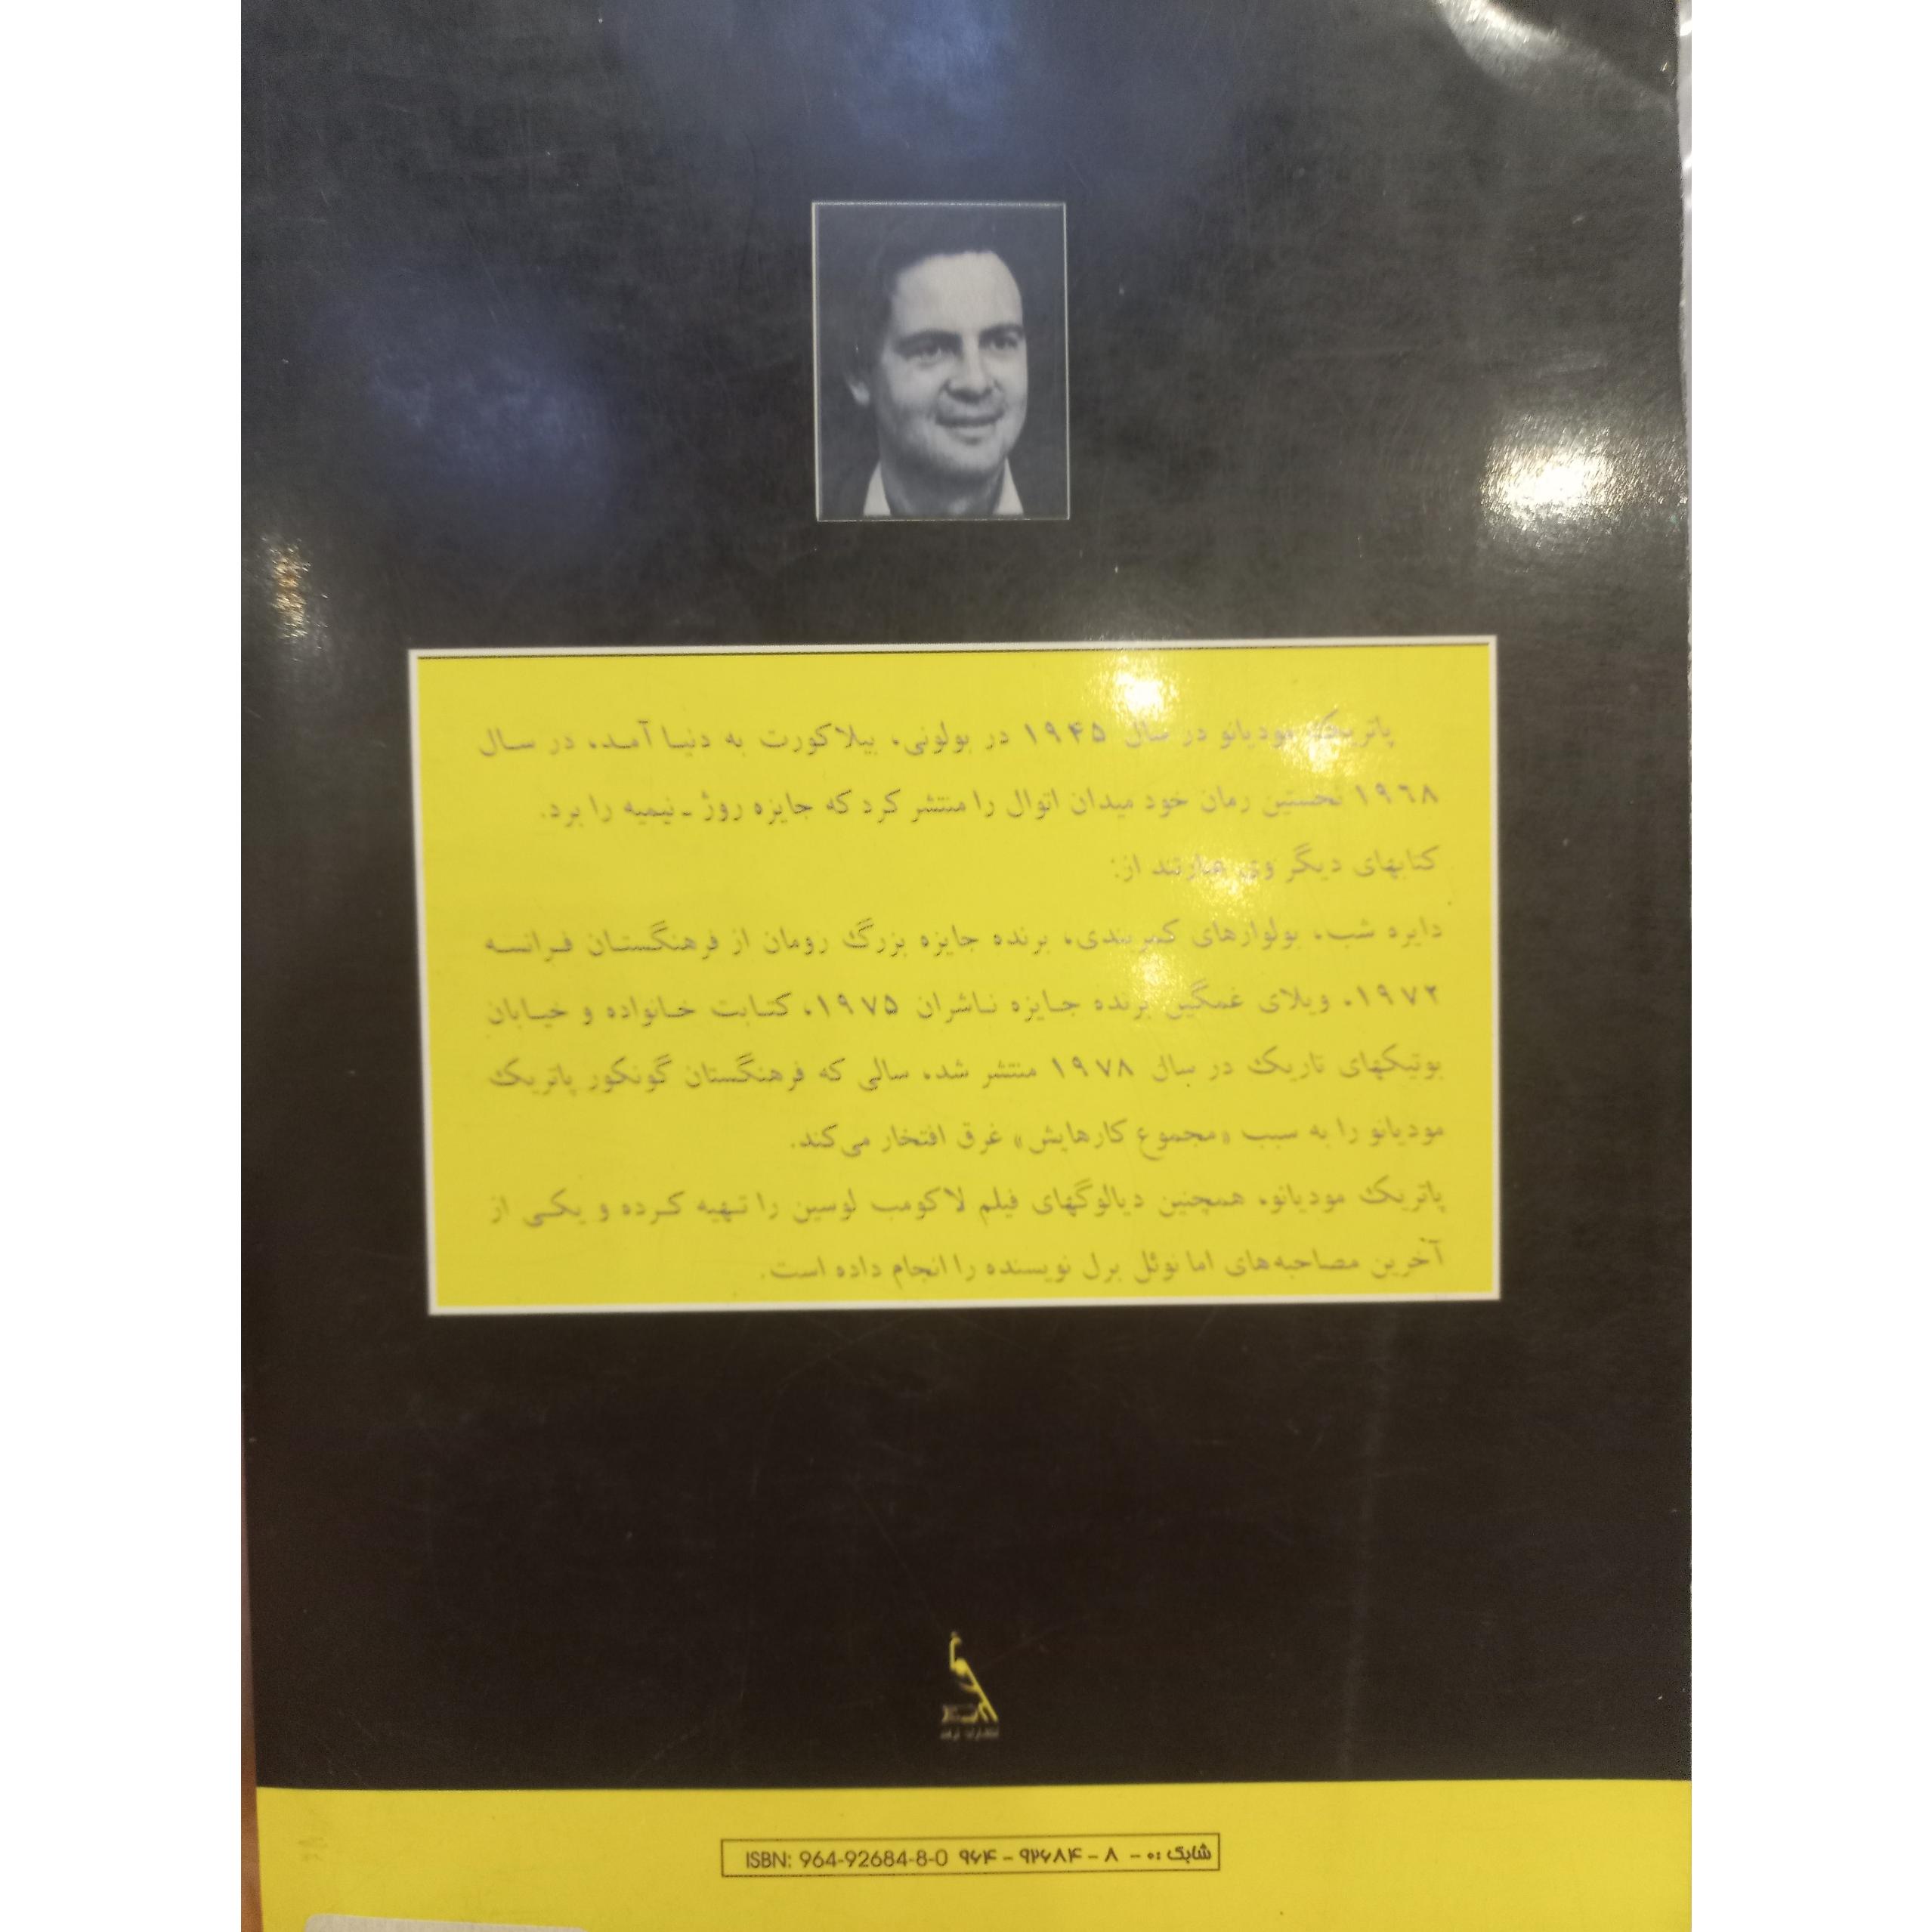 پاتریک مودیانو در سال ۱۹۴۵ در بولونی. بیلاکورت به دنیا آمد. در سال
۱۹۶۸ نخستین رمان خود میدان اتوال را منتشر کرد که جایزه روژ ـ نیمیه را برد.
کتابهای دیگر وی عبارتند از:
دایره شب. بولوارهای کمربندی، برنده جایزه بزرگ رومان از فرهنگستان فرانسه
۱۹۷۲. ویلای غمگین برنده جایزه ناشران ۱۹۷۵، کتابت خانواده و خیابان
بوتیکهای تاریک در سال ۱۹۷۸ منتشر شد. سالی که فرهنگستان گونکور پاتریک
مودیانو را به سبب «مجموع کارهایش» غرق افتخار می‌کند.
پاتریک مودیانو. همچنین دیالوگهای فیلم لاکومب لوسین را تهیه کرده و یکی از
آخرین مصاحبه‌های امانوئل برل نویسنده را انجام داده است.
شابک: ۰ - ۸ - ۹۲۶۸۴ - ۹۶۴ ISBN: 964-92684-8-0